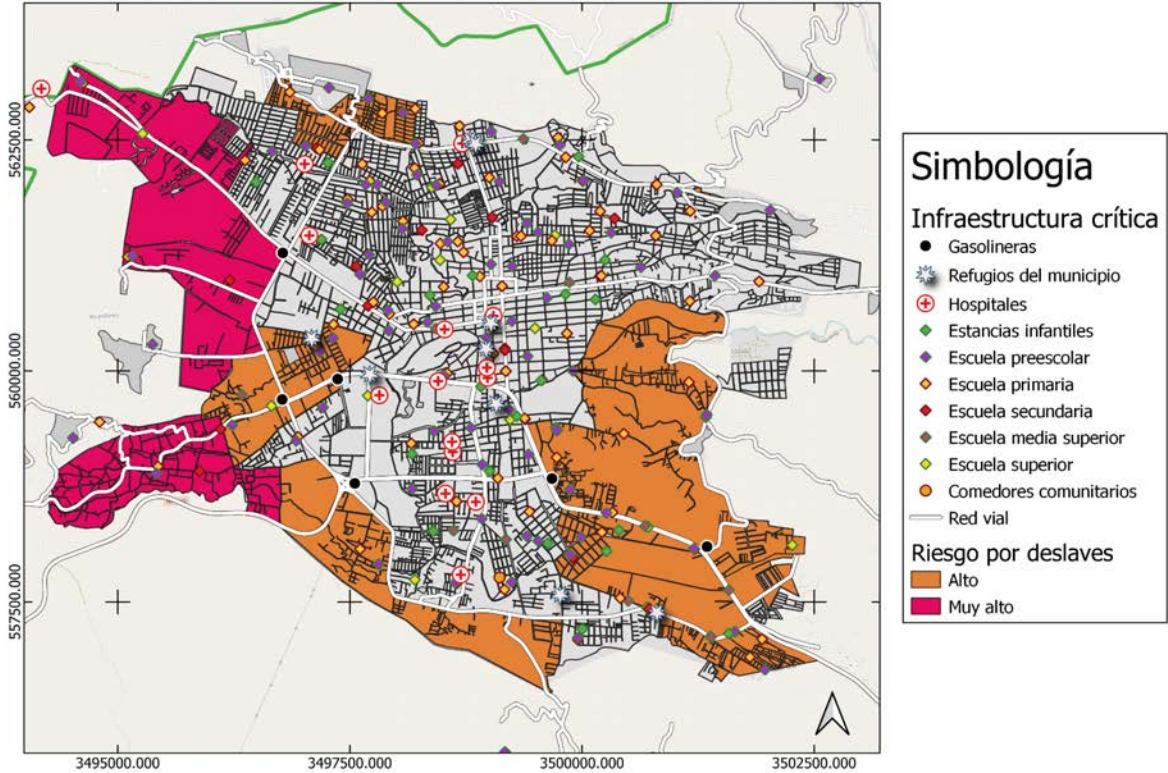 562500.000
560000.000
557500.000
3495000.000
3497500.000
3500000.000
3502500.000
Simbología
Infraestructura crítica
Gasolineras
Refugios del municipio
Hospitales
Estancias infantiles
Escuela preescolar
Escuela primaria
Escuela secundaria
Escuela media superior
Escuela superior
Comedores comunitarios
Red vial
Riesgo por deslaves
Alto
Muy alto